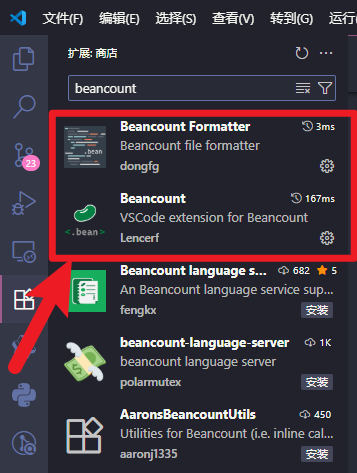 文件(F) 编辑(E) 选择(S) 查看(V) 转到(G) 运行
扩展: 商店
beancount
Beancount Formatter 3ms
Beancount file formatter
dongfg
.bean
Beancount 167ms
VSCode extension for Beancount
Lencerf
<.bean>
Beancount language s... 682 5
An Beancount language service sup...
fengkx 安装
beancount-language-server 1K
beancount language server
polarmutex 安装
AaronsBeancountUtils 450
Utilities for Beancount (i.e. inline cal...
aaronj1335 安装
23